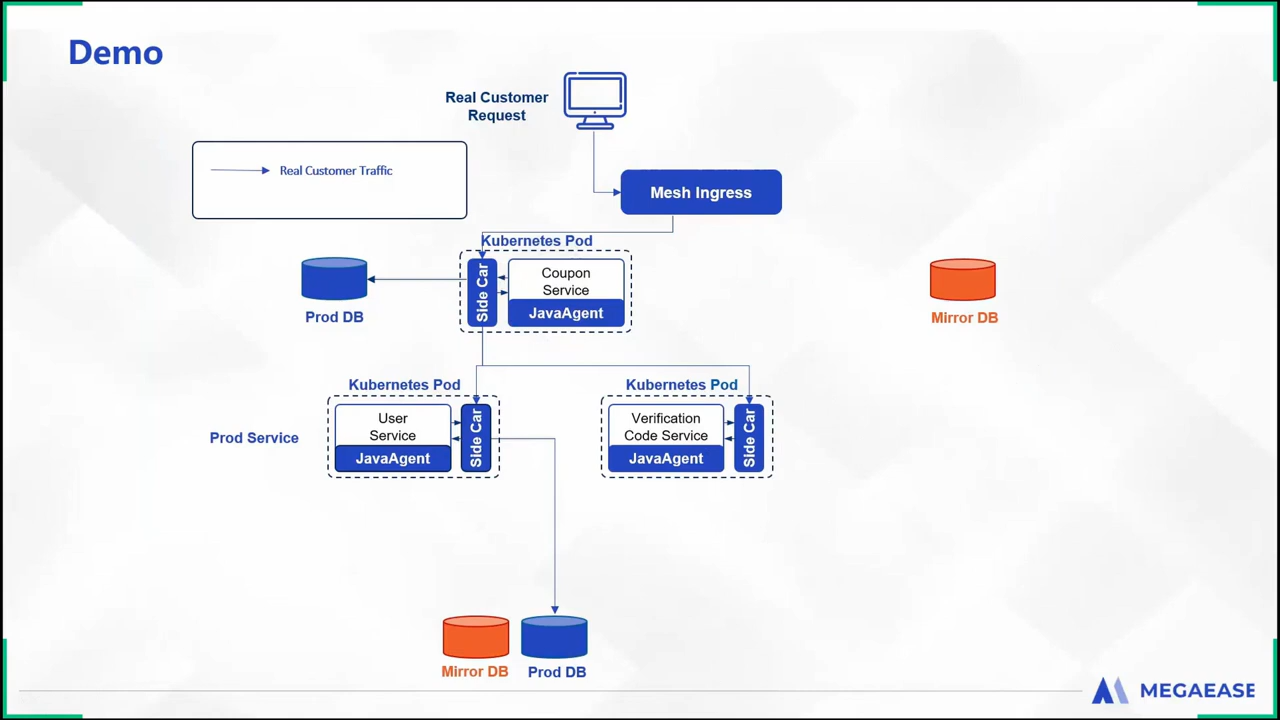 Demo
Real Customer
Request
Real Customer Traffic
Mesh Ingress
Kubernetes Pod
Side Car
Coupon
Service
JavaAgent
Prod DB
Mirror DB
Kubernetes Pod
Kubernetes Pod
Prod Service
User
Service
JavaAgent
Side Car
Verification
Code Service
JavaAgent
Side Car
Mirror DB
Prod DB
MEGAEASE